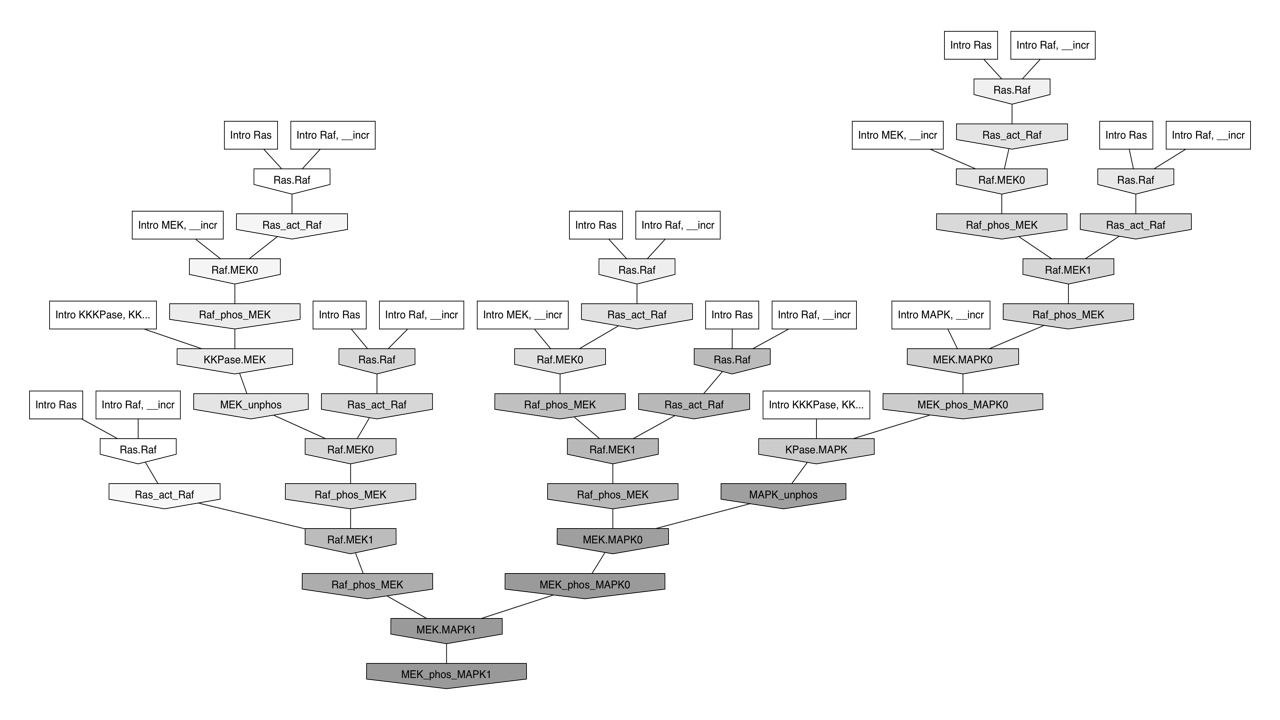 Intro Ras
Intro Raf, __incr
Ras.Raf
Intro Ras
Intro Raf, __incr
Intro MEK, __incr
Ras_act_Raf
Intro Ras
Intro Raf, __incr
Ras.Raf
Raf.MEK0
Ras.Raf
Intro MEK, __incr
Ras_act_Raf
Intro Ras
Intro Raf, __incr
Raf_phos_MEK
Ras_act_Raf
Raf.MEK0
Ras.Raf
Raf.MEK1
Intro KKKPase, KK...
Raf_phos_MEK
Intro Ras
Intro Raf, __incr
Intro MEK, __incr
Ras_act_Raf
Intro Ras
Intro Raf, __incr
Intro MAPK, __incr
Raf_phos_MEK
KKPase.MEK
Ras.Raf
Raf.MEK0
Ras.Raf
MEK.MAPK0
Intro Ras
Intro Raf, __incr
MEK_unphos
Ras_act_Raf
Raf_phos_MEK
Ras_act_Raf
Intro KKKPase, KK...
MEK_phos_MAPK0
Ras.Raf
Raf.MEK0
Raf.MEK1
KPase.MAPK
Ras_act_Raf
Raf_phos_MEK
Raf_phos_MEK
MAPK_unphos
Raf.MEK1
MEK.MAPK0
Raf_phos_MEK
MEK_phos_MAPK0
MEK.MAPK1
MEK_phos_MAPK1